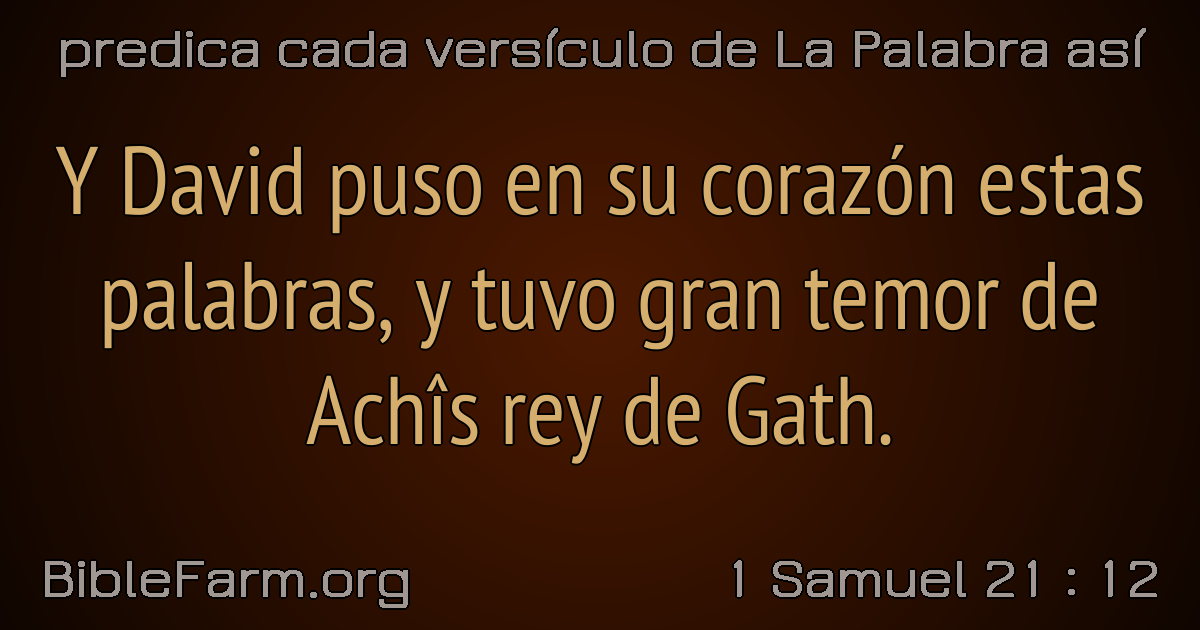 predica cada versículo de La Palabra así
Y David puso en su corazón estas
palabras, y tuvo gran temor de
Achîs rey de Gath.
BibleFarm.org
1 Samuel 21 : 12